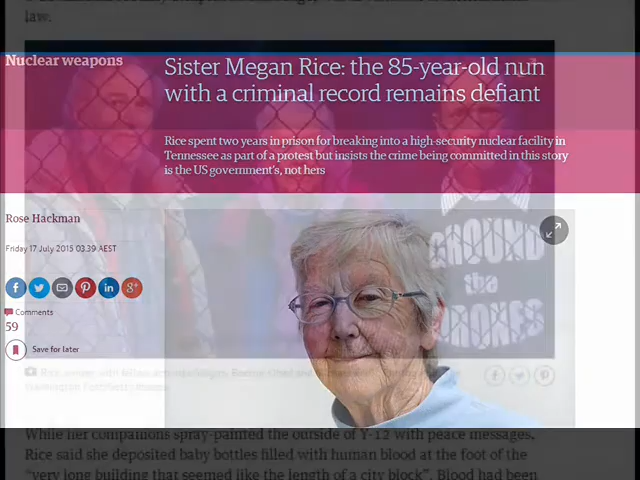 law.
Nuclear weapons
Sister Megan Rice: the 85-year-old nun
with a criminal record remains defiant
Rice spent two years in prison for breaking into a high-security nuclear facility in
Tennessee as part of a protest but insists the crime being committed in this story
is the US government's, not hers
Rose Hackman
Friday 17 July 2015 03.39 AEST
GROUND
the
DRONES
Comments
59
Save for later
While her companions spray-painted the outside of Y-12 with peace messages,
Rice said she deposited baby bottles filled with human blood at the foot of the
"very long building that seemed like the length of a city block". Blood had been